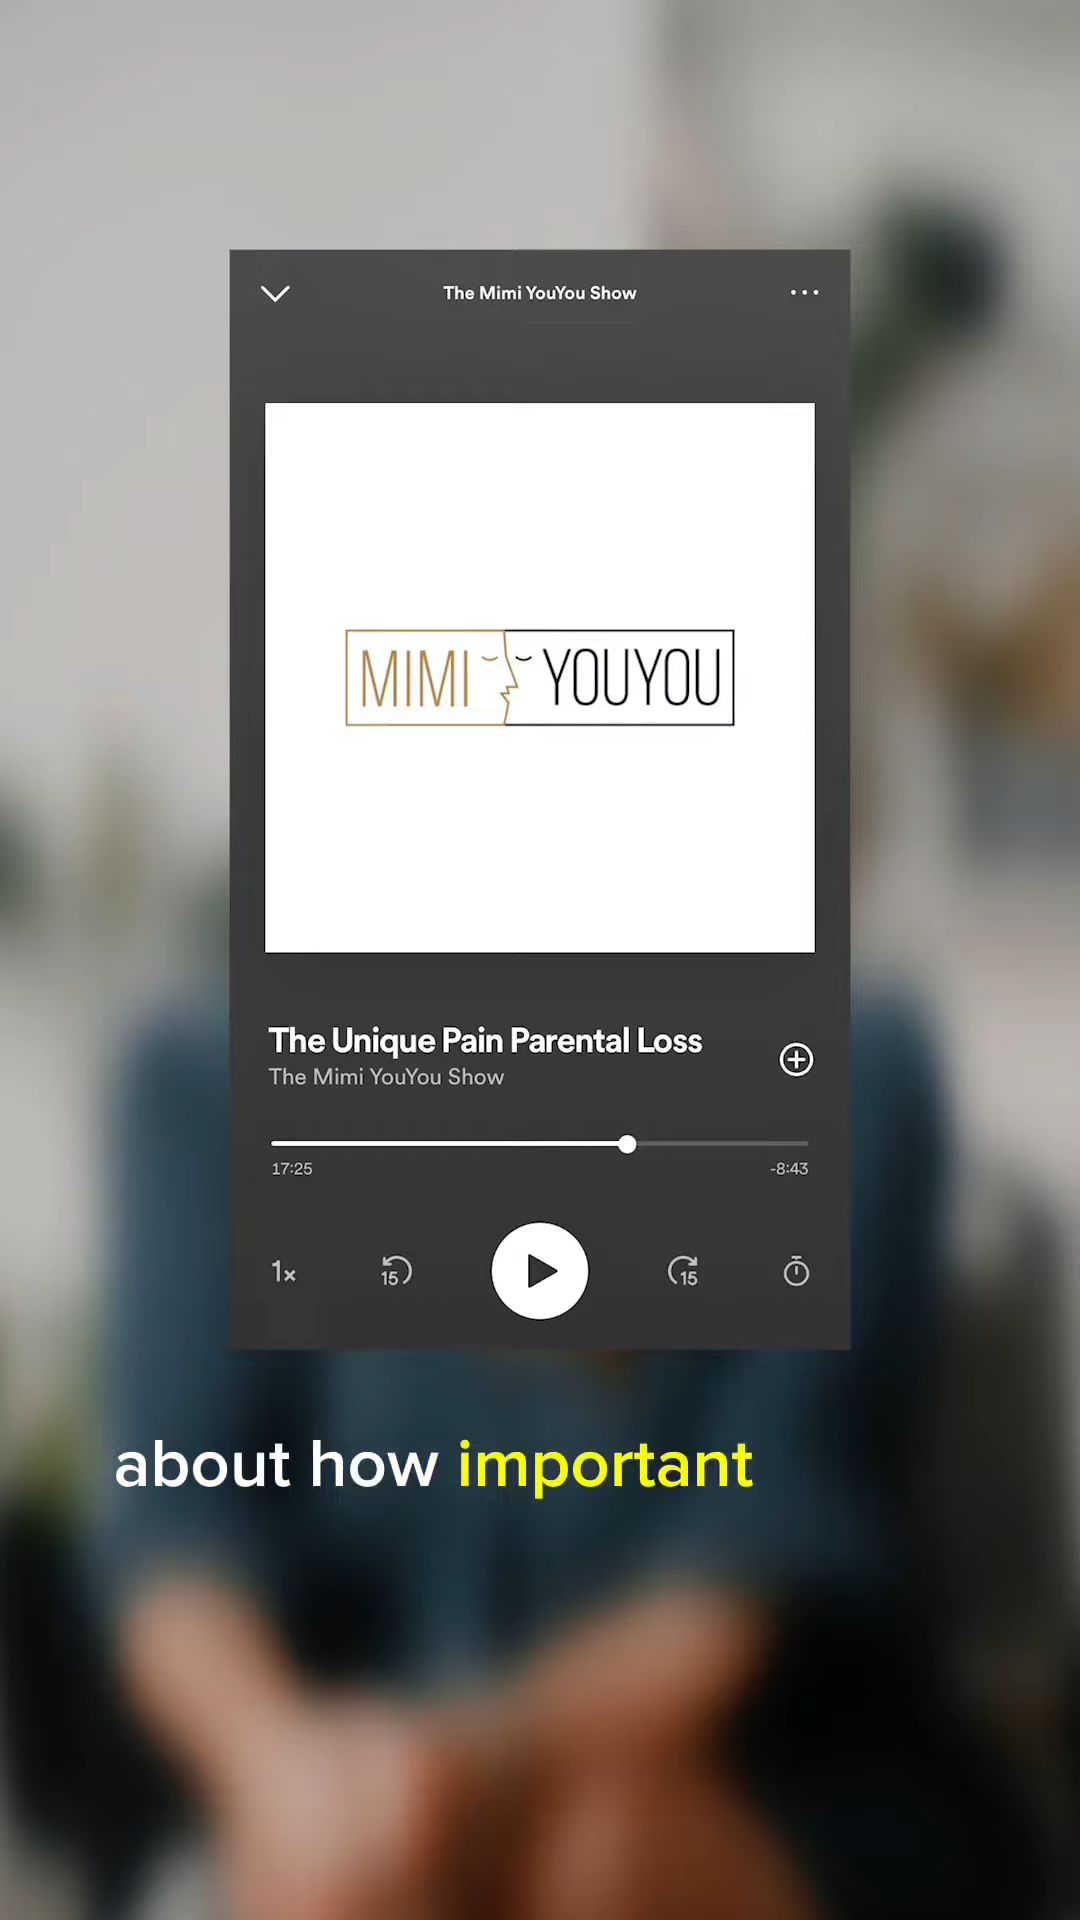 The Mimi YouYou Show
MIMI YOUYOU
The Unique Pain Parental Loss
The Mimi YouYou Show
17:25 -8:43
1x 15 15
about how important